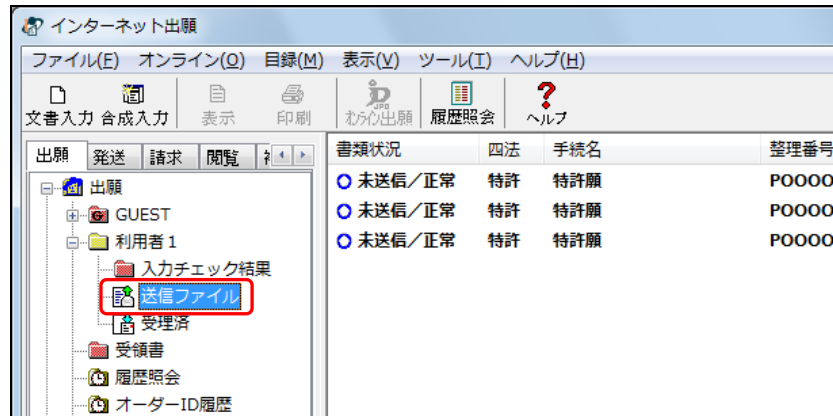 インターネット出願
ファイル(F) オンライン(O) 目録(M) 表示(V) ツール(T) ヘルプ(H)
文書入力 合成入力 表示 印刷 オンライン出願 履歴照会 ヘルプ
出願 発送 請求 閲覧
書類状況 四法 手続名 整理番号
出願
GUEST
利用者1
入力チェック結果
送信ファイル
受理済
受領書
履歴照会
オーダーID履歴
未送信/正常 特許 特許願 P0000
未送信/正常 特許 特許願 P0000
未送信/正常 特許 特許願 P0000